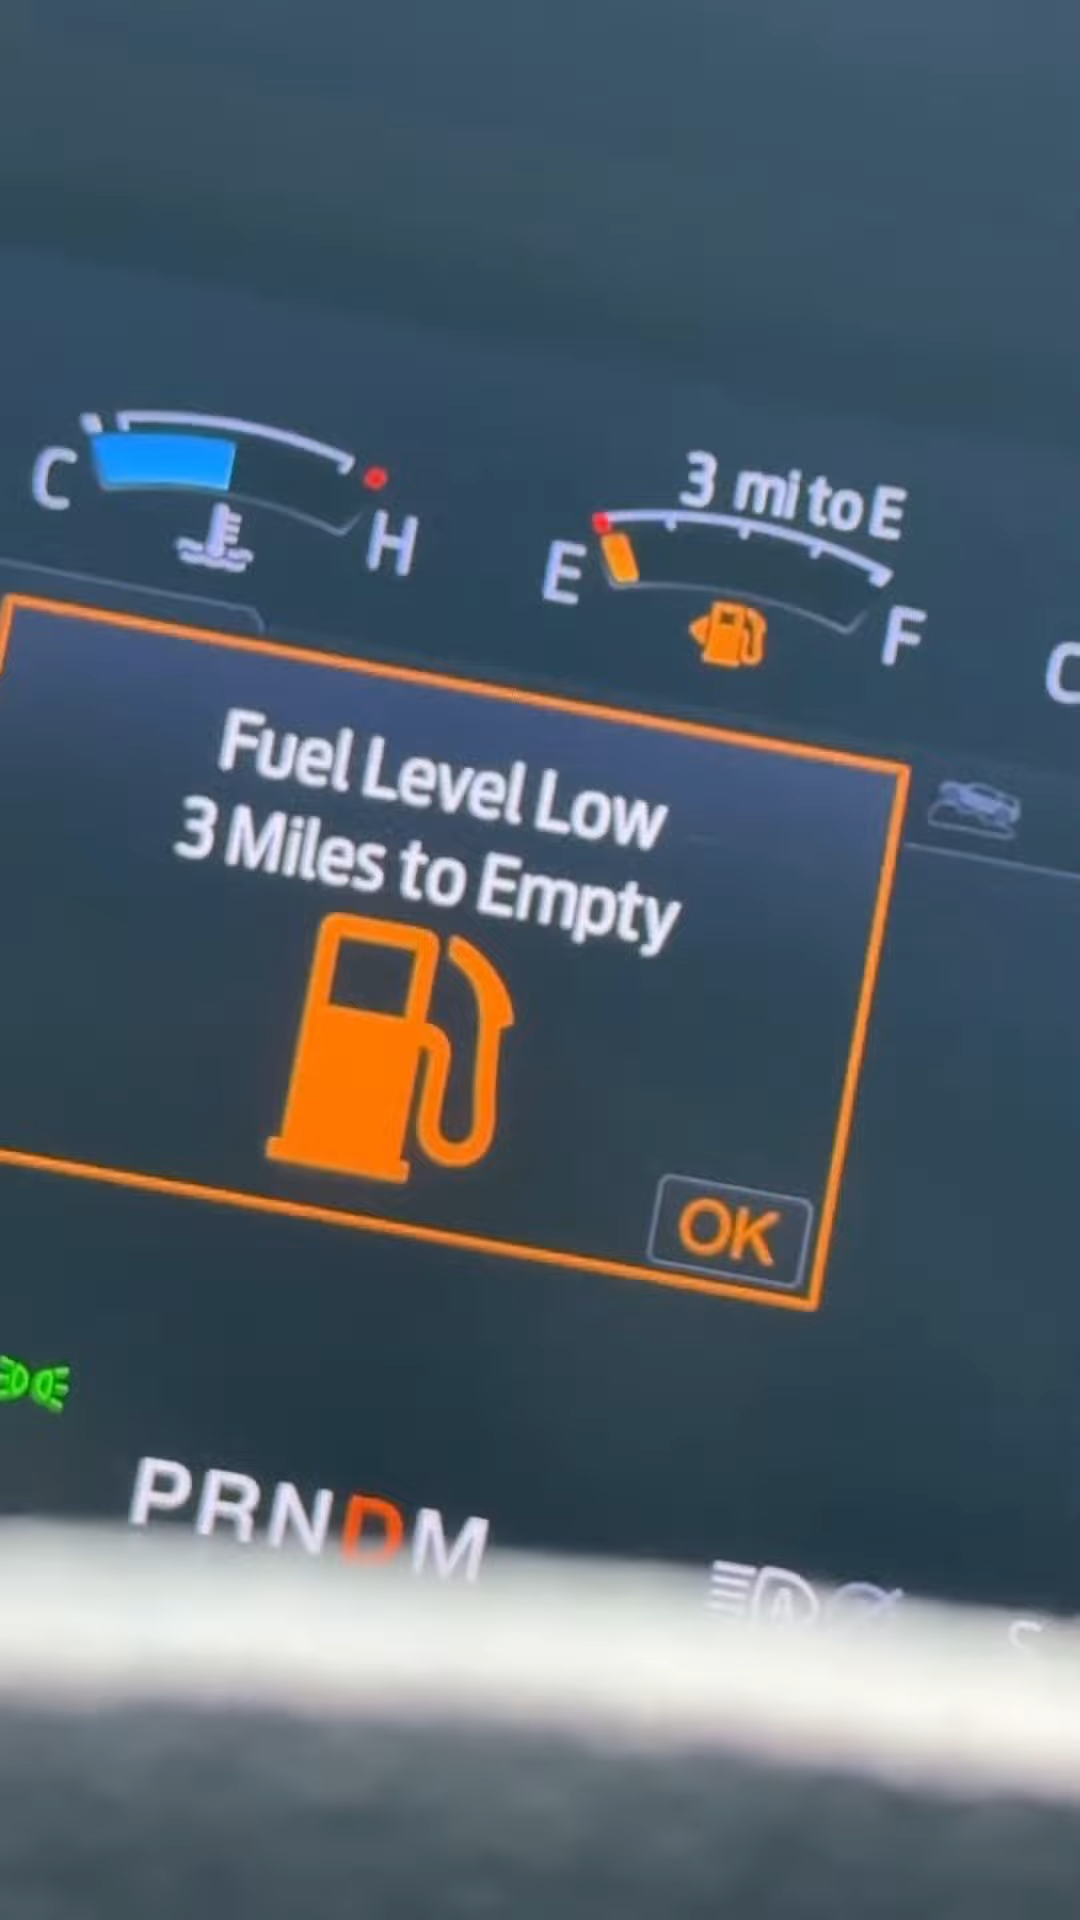 C H
3 mi to E
E F
C
Fuel Level Low
3 Miles to Empty
OK
PRNDM
A